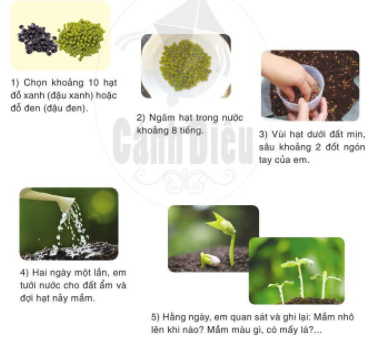 1) Chọn khoảng 10 hạt
đỗ xanh (đậu xanh) hoặc
đỗ đen (đậu đen).
2) Ngâm hạt trong nước
khoảng 8 tiếng.
3) Vùi hạt dưới đất mịn,
sâu khoảng 2 đốt ngón
tay của em.
Cánh Diều
4) Hai ngày một lần, em
tưới nước cho đất ẩm và
đợi hạt nảy mầm.
5) Hằng ngày, em quan sát và ghi lại: Mầm nhô
lên khi nào? Mầm màu gì, có mấy lá?...